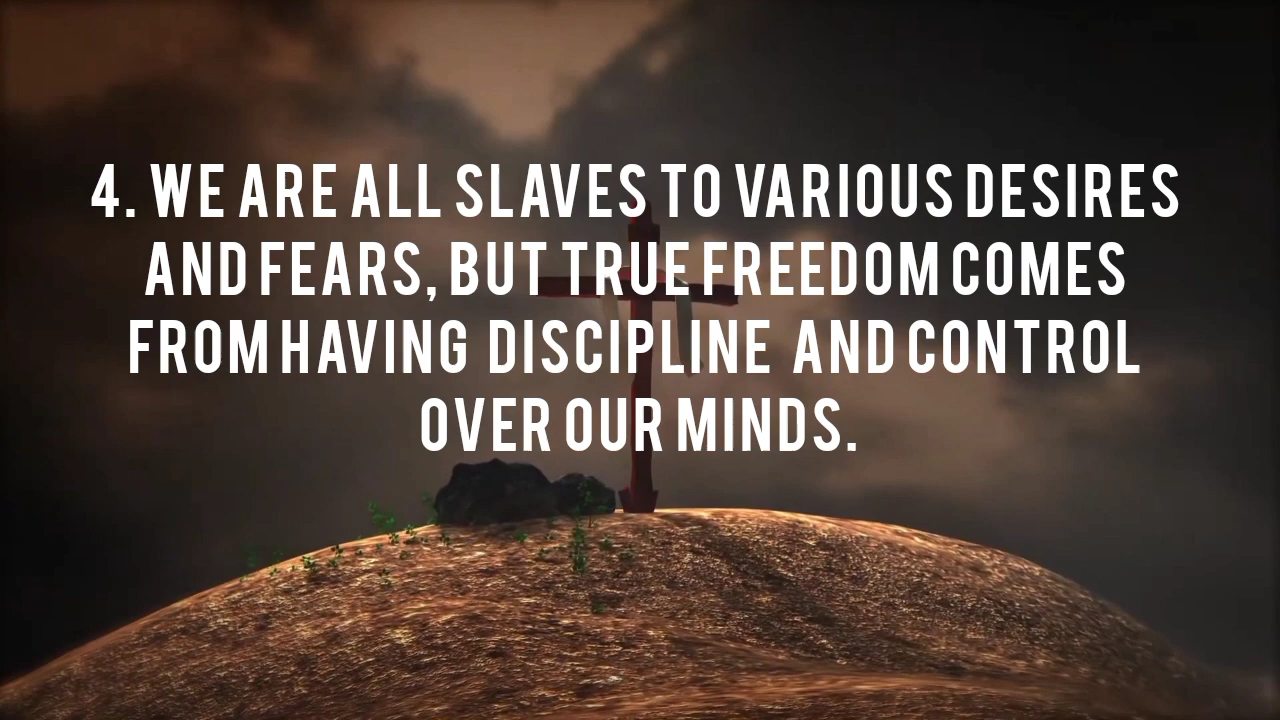 4. WE ARE ALL SLAVES TO VARIOUS DESIRES
AND FEARS, BUT TRUE FREEDOM COMES
FROM HAVING DISCIPLINE AND CONTROL
OVER OUR MINDS.